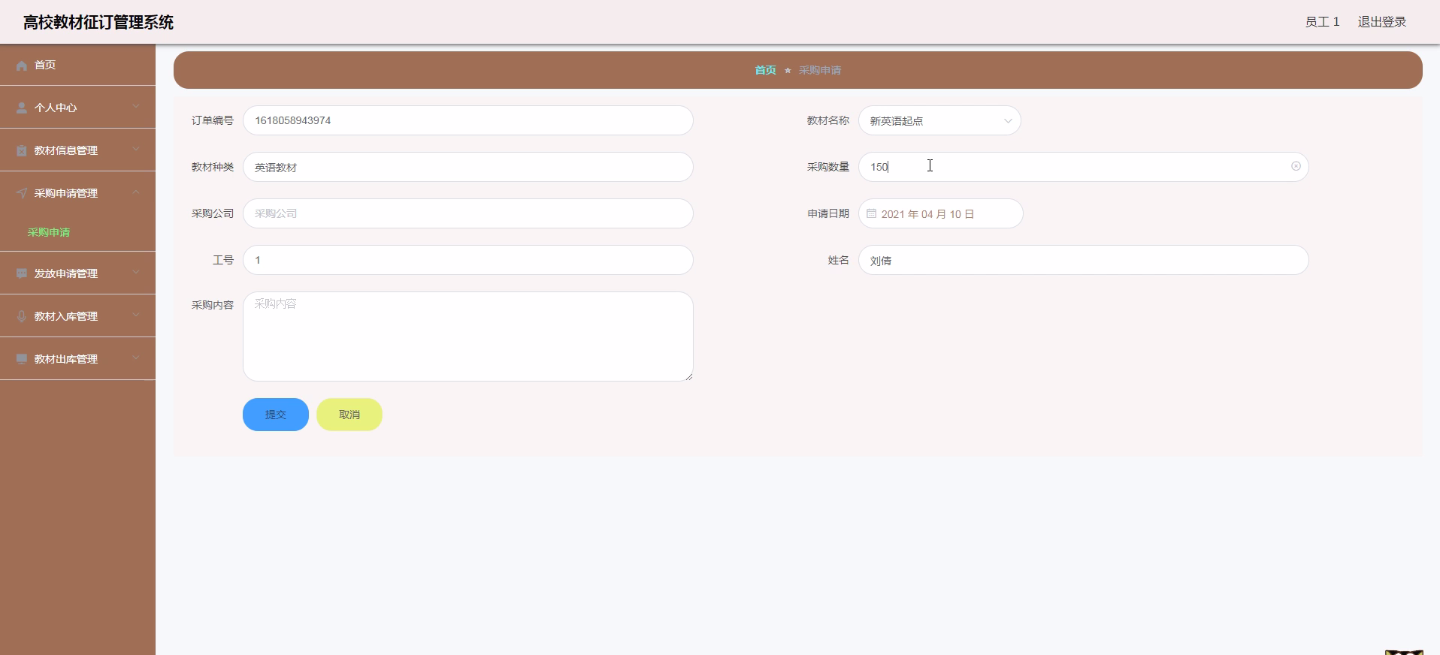 高校教材征订管理系统
员工 1 退出登录
首页
个人中心
教材信息管理
采购申请管理
采购申请
发放申请管理
教材入库管理
教材出库管理
首页 ★ 采购申请
订单编号 1618058943974
教材名称 新英语起点
教材种类 英语教材
采购数量 150
采购公司 采购公司
申请日期 2021 年 04 月 10 日
工号 1
姓名 刘倩
采购内容 采购内容
提交 取消